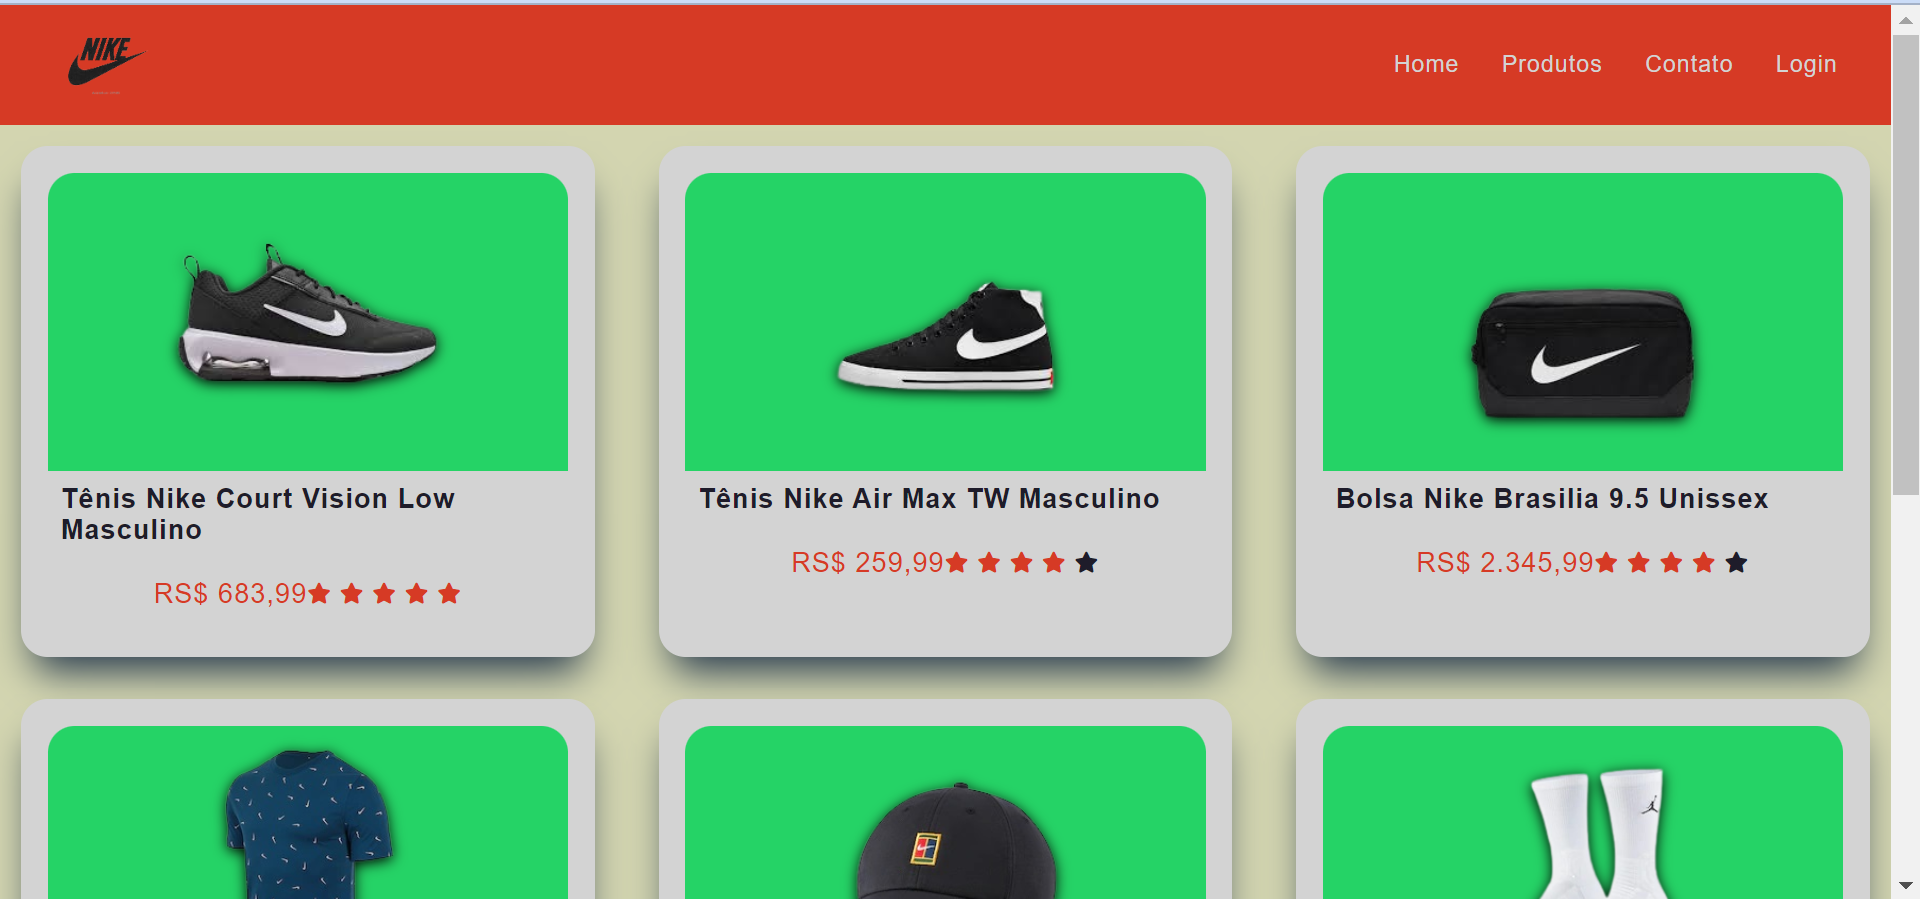 NIKE
Home Produtos Contato Login
Tênis Nike Court Vision Low
Masculino
RS$ 683,99
Tênis Nike Air Max TW Masculino
RS$ 259,99
Bolsa Nike Brasilia 9.5 Unissex
RS$ 2.345,99